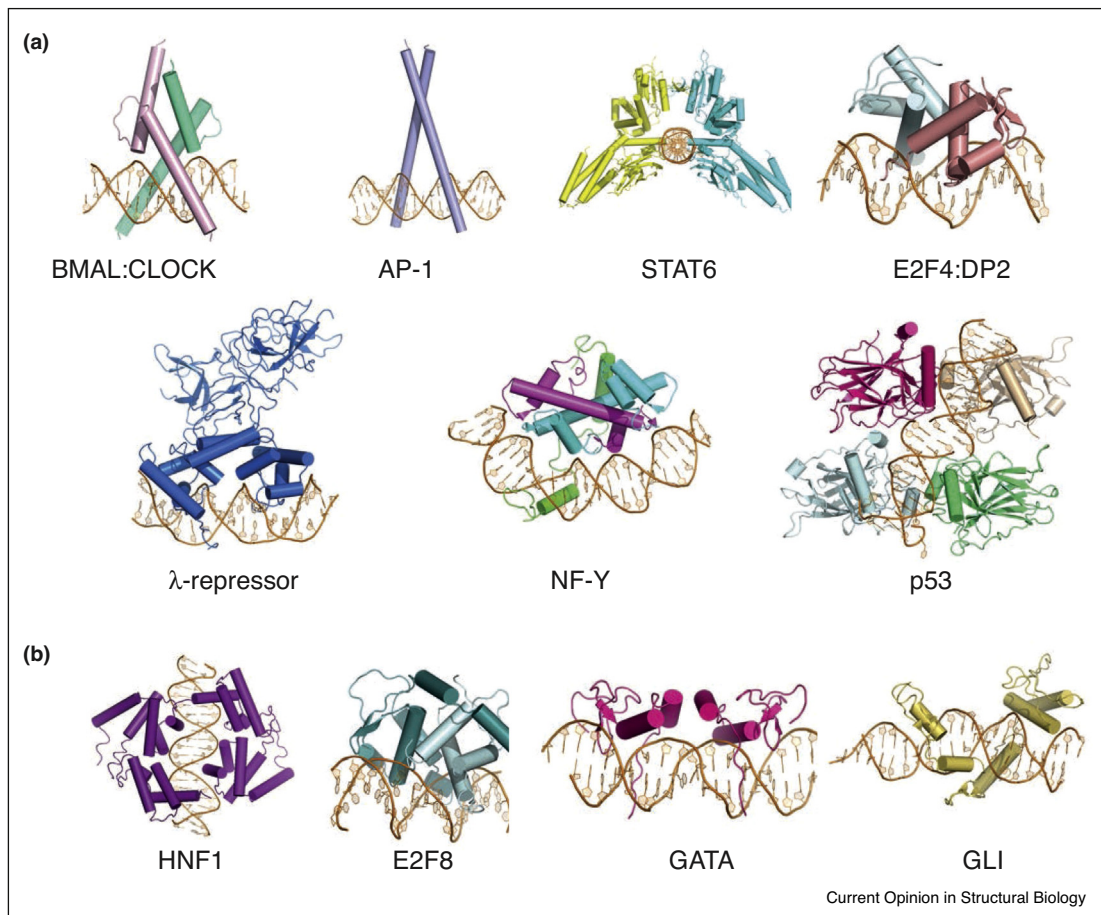 (a)
BMAL:CLOCK AP-1 STAT6 E2F4:DP2
λ-repressor NF-Y p53
(b)
HNF1 E2F8 GATA GLI
Current Opinion in Structural Biology